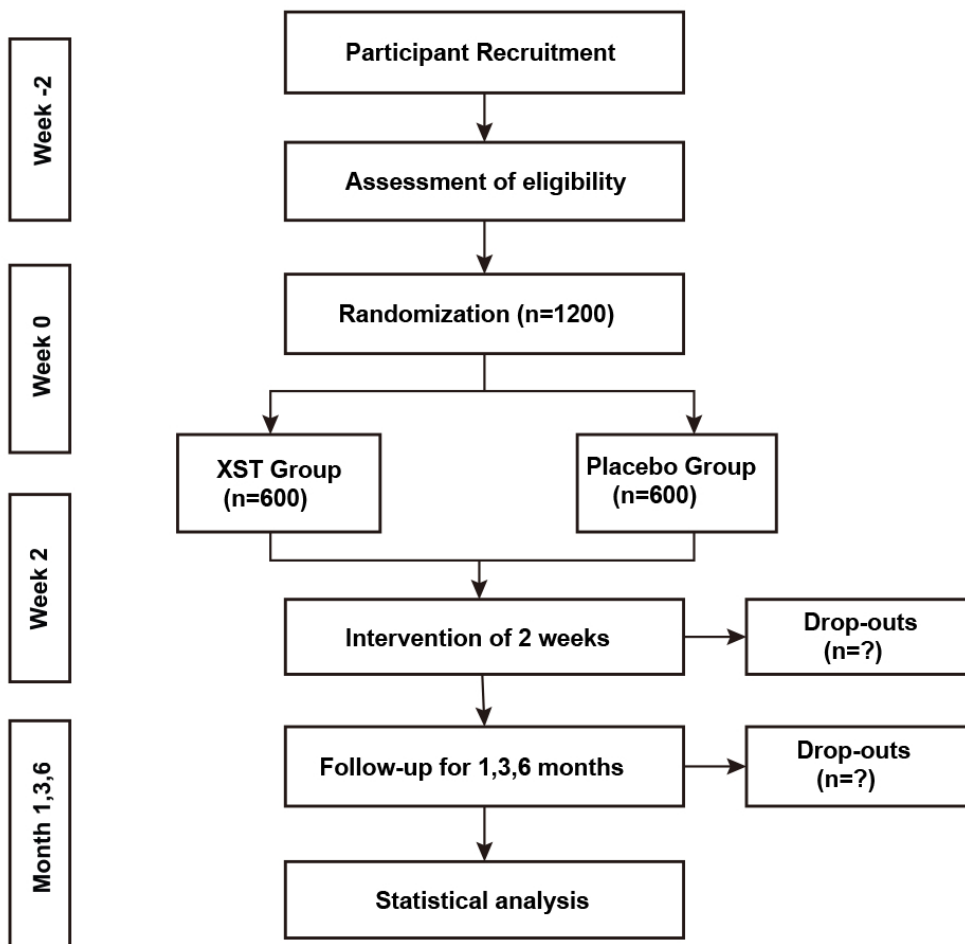 Week -2
Participant Recruitment
Assessment of eligibility
Week 0
Randomization (n=1200)
XST Group
(n=600)
Placebo Group
(n=600)
Week 2
Intervention of 2 weeks
Drop-outs
(n=?)
Month 1,3,6
Follow-up for 1,3,6 months
Drop-outs
(n=?)
Statistical analysis